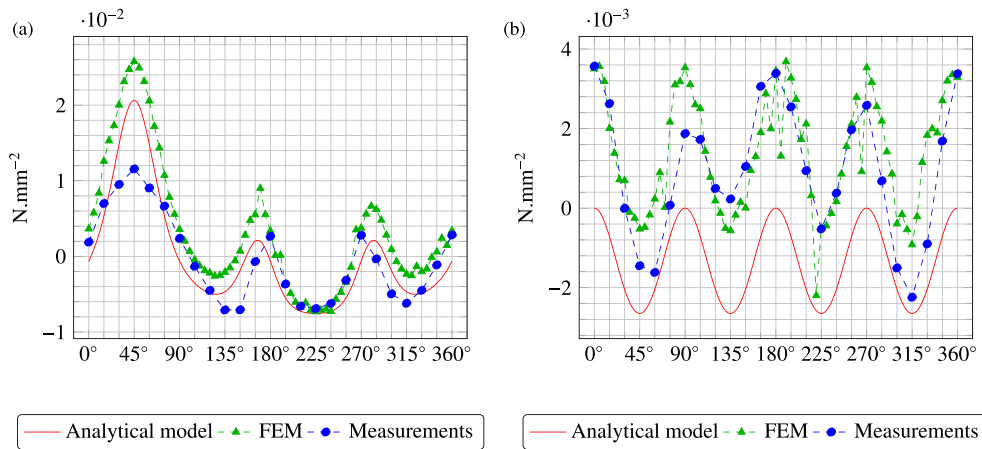 (a)
·10⁻²
N.mm⁻²
2
1
0
−1
0° 45° 90° 135° 180° 225° 270° 315° 360°
Analytical model FEM Measurements
(b)
·10⁻³
N.mm⁻²
4
2
0
−2
0° 45° 90° 135° 180° 225° 270° 315° 360°
Analytical model FEM Measurements